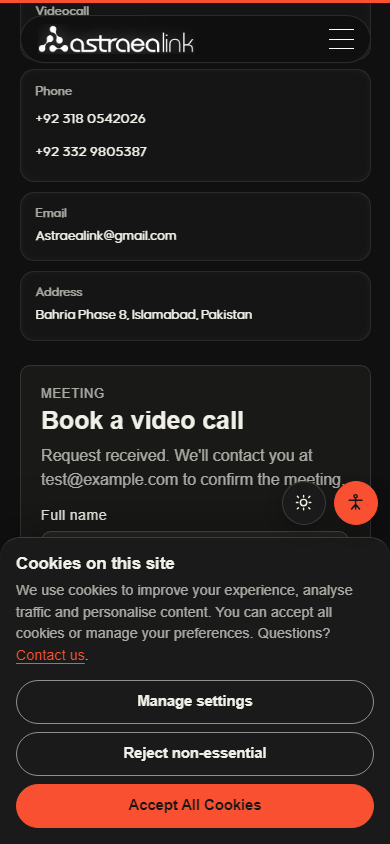 Videocall
astraealink
Phone
+92 318 0542026
+92 332 9805387
Email
Astraealink@gmail.com
Address
Bahria Phase 8, Islamabad, Pakistan
MEETING
Book a video call
Request received. We'll contact you at
test@example.com to confirm the meeting.
Full name
Cookies on this site
We use cookies to improve your experience, analyse
traffic and personalise content. You can accept all
cookies or manage your preferences. Questions?
Contact us.
Manage settings
Reject non-essential
Accept All Cookies